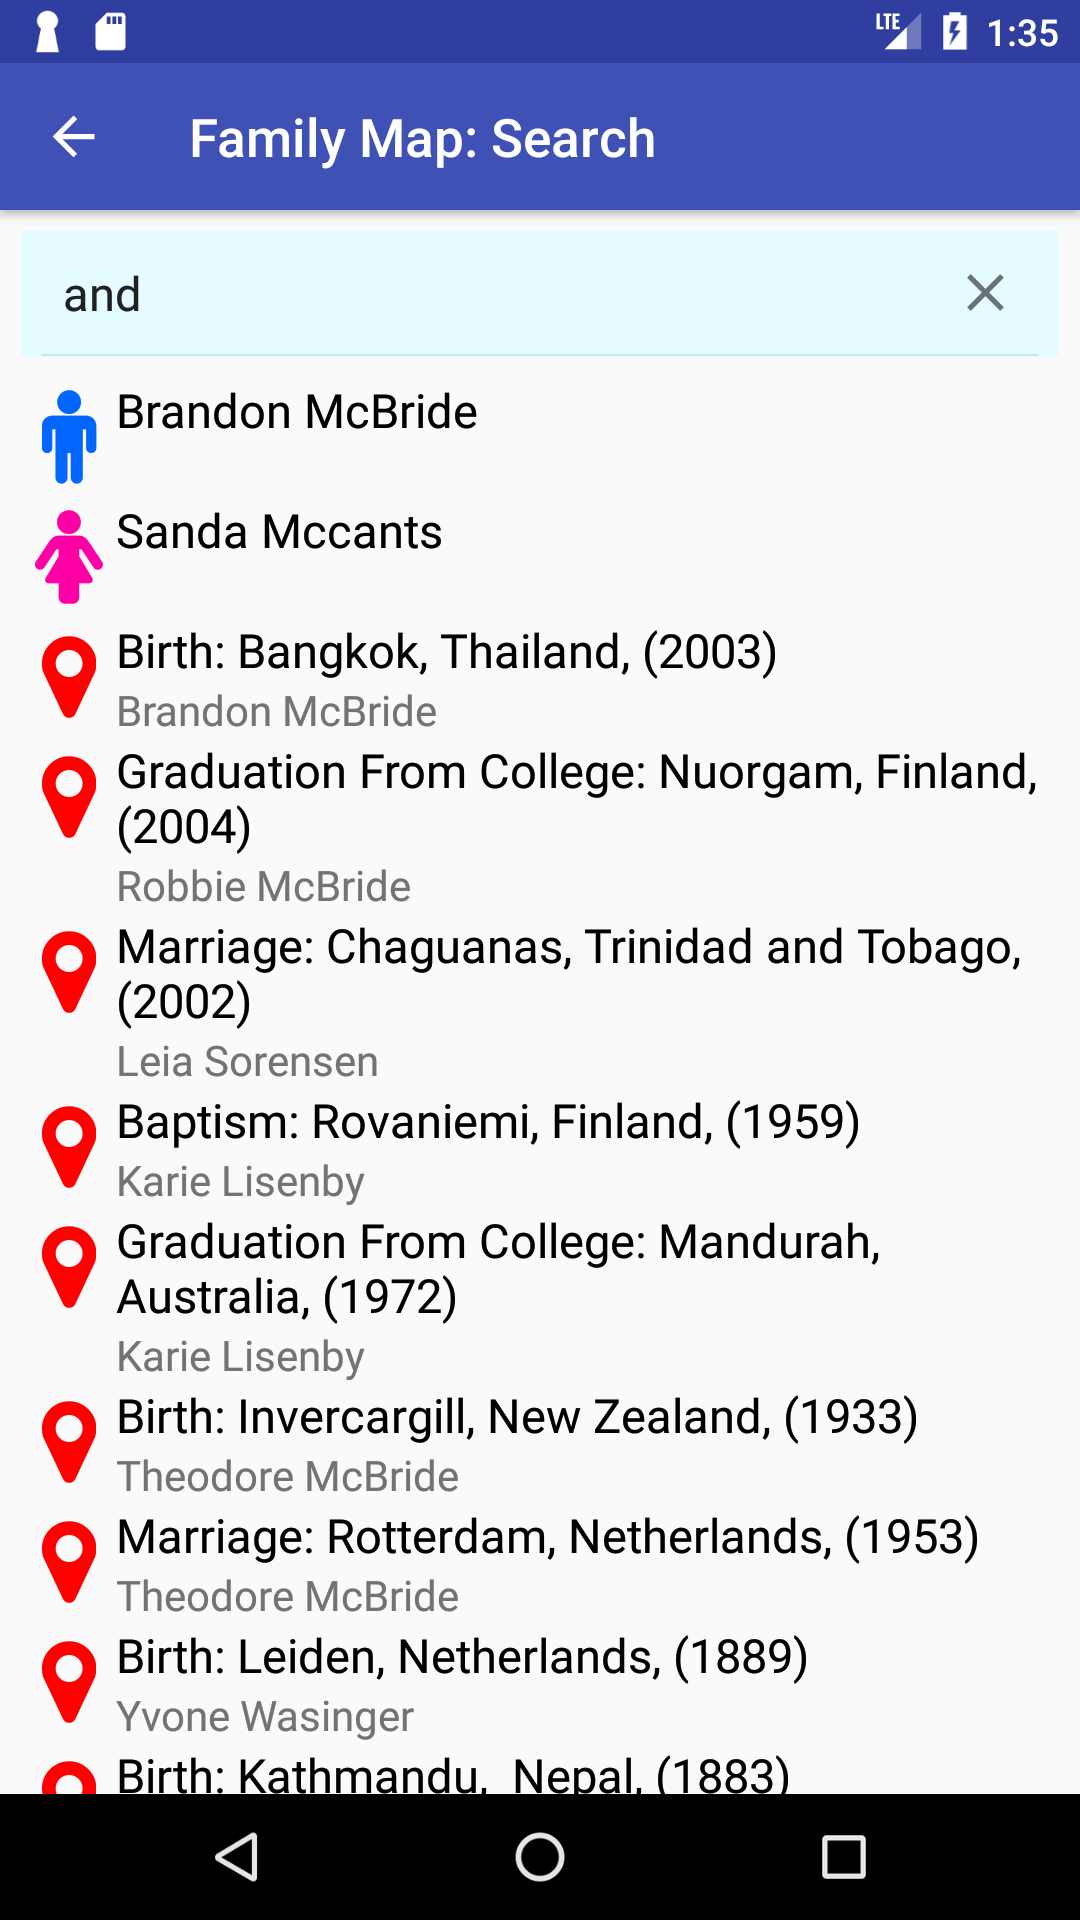 LTE 1:35
Family Map: Search
and
Brandon McBride
Sanda Mccants
Birth: Bangkok, Thailand, (2003)
Brandon McBride
Graduation From College: Nuorgam, Finland,
(2004)
Robbie McBride
Marriage: Chaguanas, Trinidad and Tobago,
(2002)
Leia Sorensen
Baptism: Rovaniemi, Finland, (1959)
Karie Lisenby
Graduation From College: Mandurah,
Australia, (1972)
Karie Lisenby
Birth: Invercargill, New Zealand, (1933)
Theodore McBride
Marriage: Rotterdam, Netherlands, (1953)
Theodore McBride
Birth: Leiden, Netherlands, (1889)
Yvone Wasinger
Birth: Kathmandu,  Nepal, (1883)